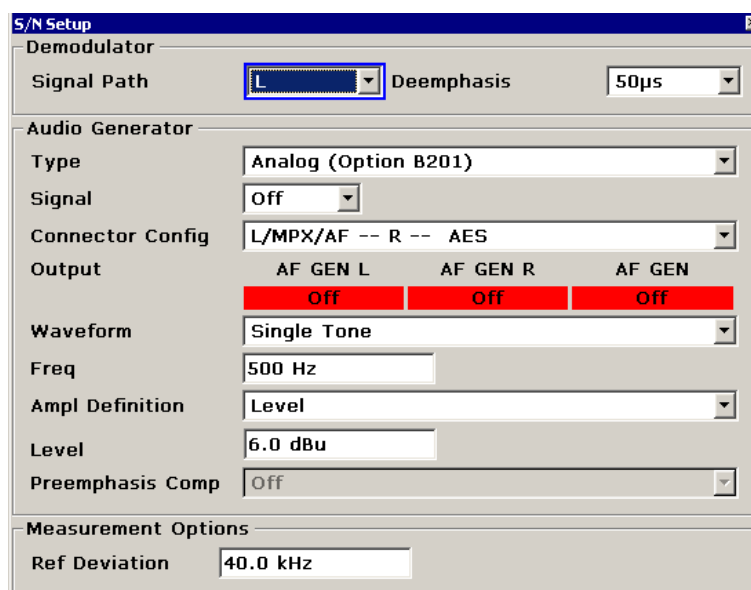 S/N Setup
Demodulator
Signal Path L Deemphasis 50µs
Audio Generator
Type Analog (Option B201)
Signal Off
Connector Config L/MPX/AF -- R -- AES
Output AF GEN L AF GEN R AF GEN
Off Off Off
Waveform Single Tone
Freq 500 Hz
Ampl Definition Level
Level 6.0 dBu
Preemphasis Comp Off
Measurement Options
Ref Deviation 40.0 kHz